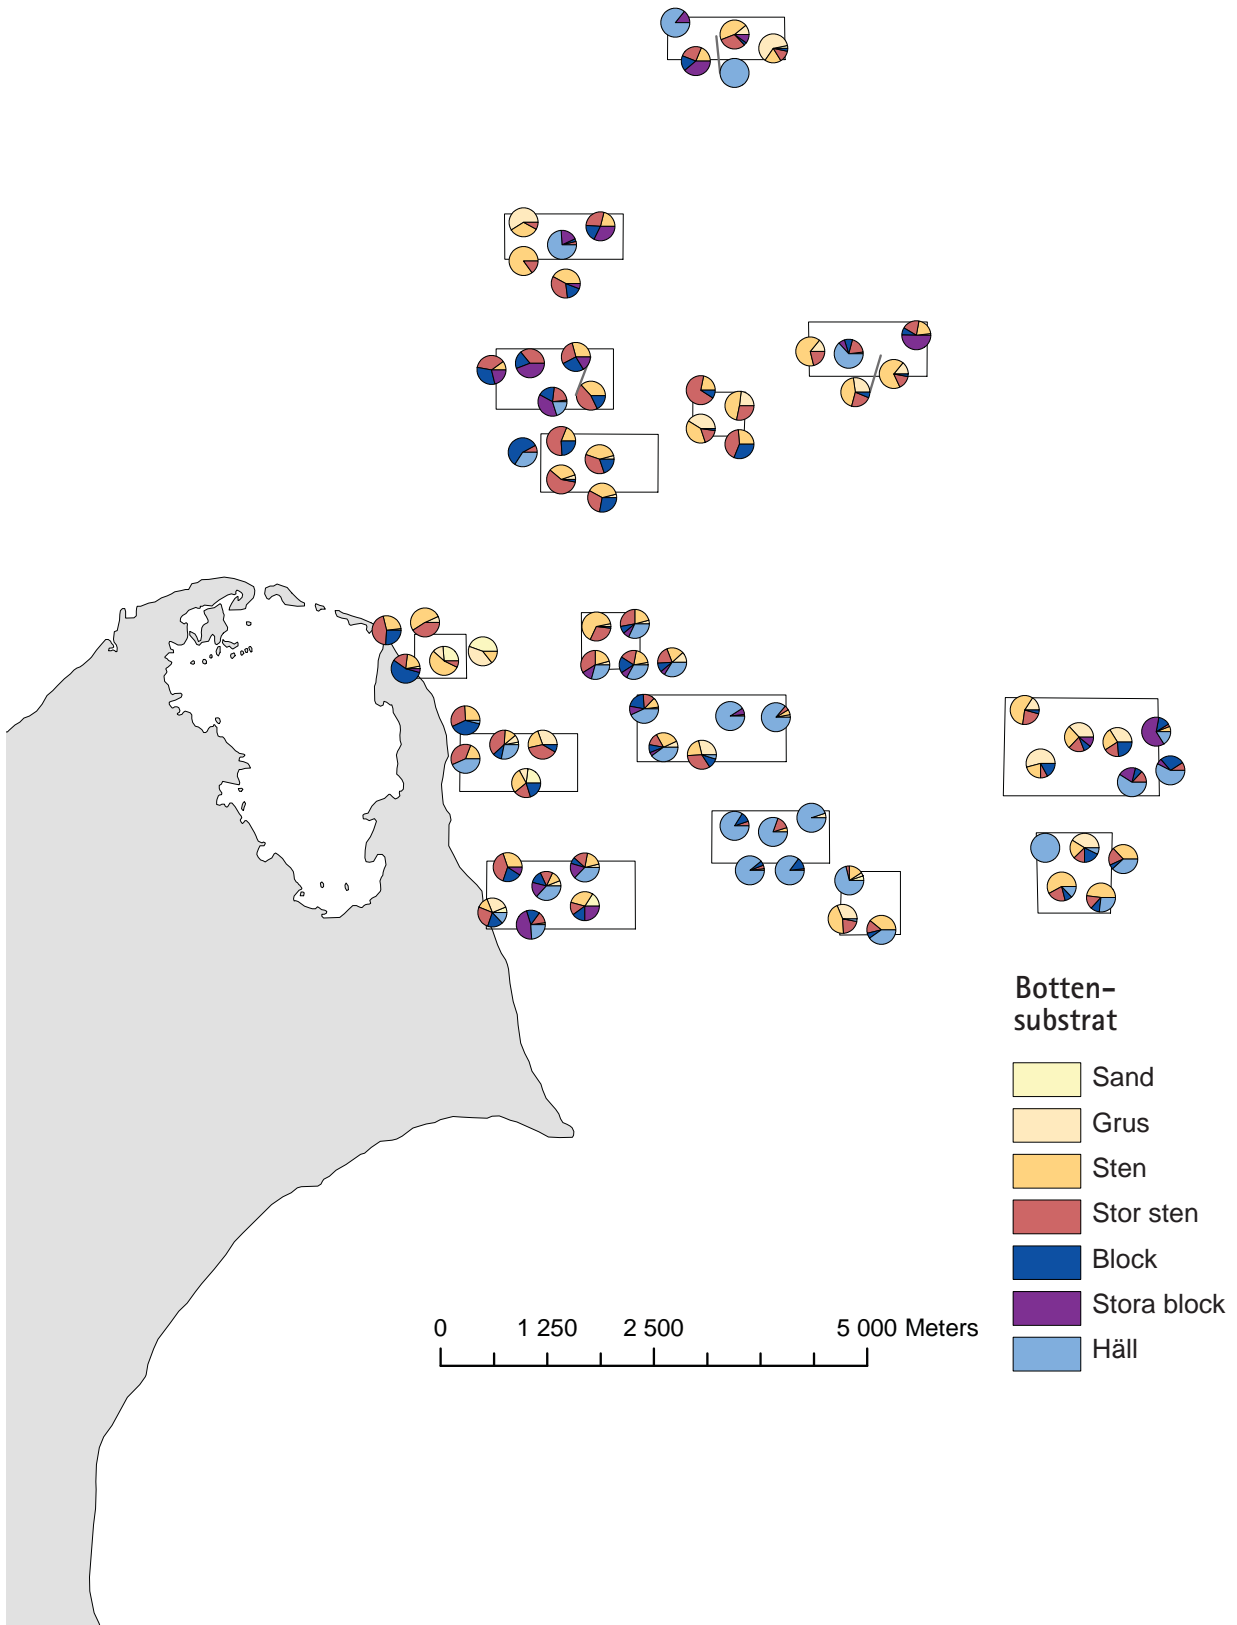 Botten-
substrat
Sand
Grus
Sten
Stor sten
Block
Stora block
Häll
0 1 250 2 500 5 000 Meters